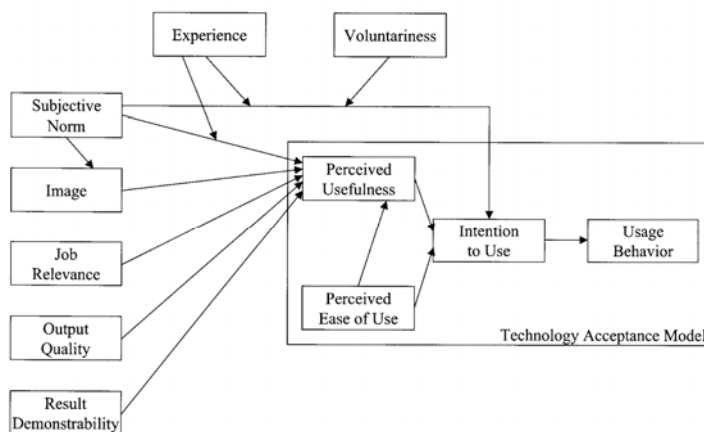 Experience
Voluntariness
Subjective
Norm
Image
Perceived
Usefulness
Intention
to Use
Usage
Behavior
Job
Relevance
Perceived
Ease of Use
Output
Quality
Technology Acceptance Model
Result
Demonstrability